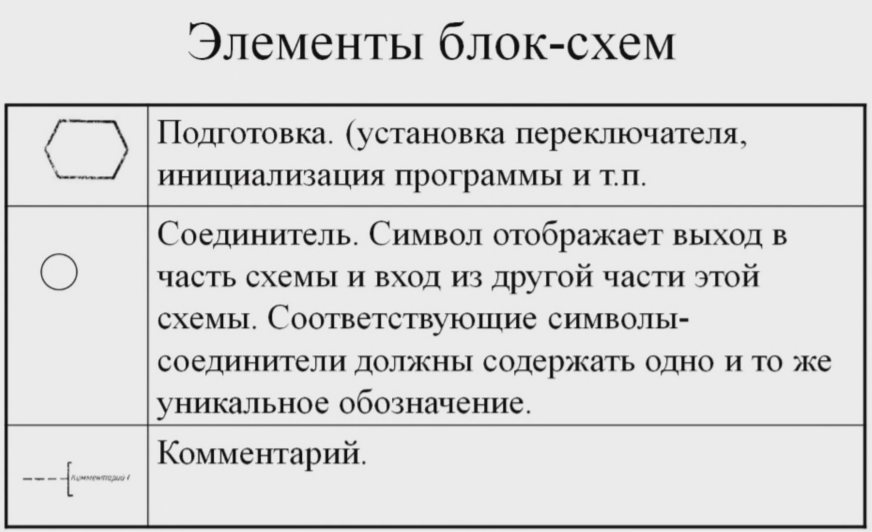 Элементы блок-схем
Подготовка. (установка переключателя,
инициализация программы и т.п.
Соединитель. Символ отображает выход в
часть схемы и вход из другой части этой
схемы. Соответствующие символы-
соединители должны содержать одно и то же
уникальное обозначение.
Комментарий.
Комментарий